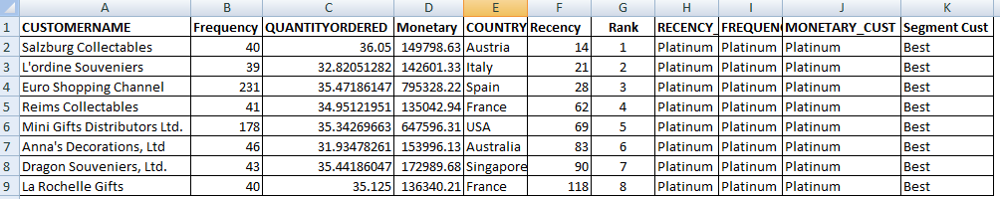 A B C D E F G H I J K
1 CUSTOMERNAME Frequency QUANTITYORDERED Monetary COUNTRY Recency Rank RECENCY_ FREQUEN MONETARY_CUST Segment Cust
2 Salzburg Collectables 40 36.05 149798.63 Austria 14 1 Platinum Platinum Platinum Best
3 L'ordine Souveniers 39 32.82051282 142601.33 Italy 21 2 Platinum Platinum Platinum Best
4 Euro Shopping Channel 231 35.47186147 795328.22 Spain 28 3 Platinum Platinum Platinum Best
5 Reims Collectables 41 34.95121951 135042.94 France 62 4 Platinum Platinum Platinum Best
6 Mini Gifts Distributors Ltd. 178 35.34269663 647596.31 USA 69 5 Platinum Platinum Platinum Best
7 Anna's Decorations, Ltd 46 31.93478261 153996.13 Australia 83 6 Platinum Platinum Platinum Best
8 Dragon Souveniers, Ltd. 43 35.44186047 172989.68 Singapore 90 7 Platinum Platinum Platinum Best
9 La Rochelle Gifts 40 35.125 136340.21 France 118 8 Platinum Platinum Platinum Best